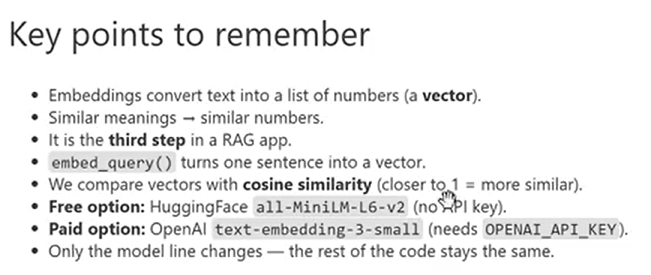 Key points to remember
• Embeddings convert text into a list of numbers (a vector).
• Similar meanings → similar numbers.
• It is the third step in a RAG app.
• embed_query() turns one sentence into a vector.
• We compare vectors with cosine similarity (closer to 1 = more similar).
• Free option: HuggingFace all-MiniLM-L6-v2 (no API key).
• Paid option: OpenAI text-embedding-3-small (needs OPENAI_API_KEY).
• Only the model line changes — the rest of the code stays the same.